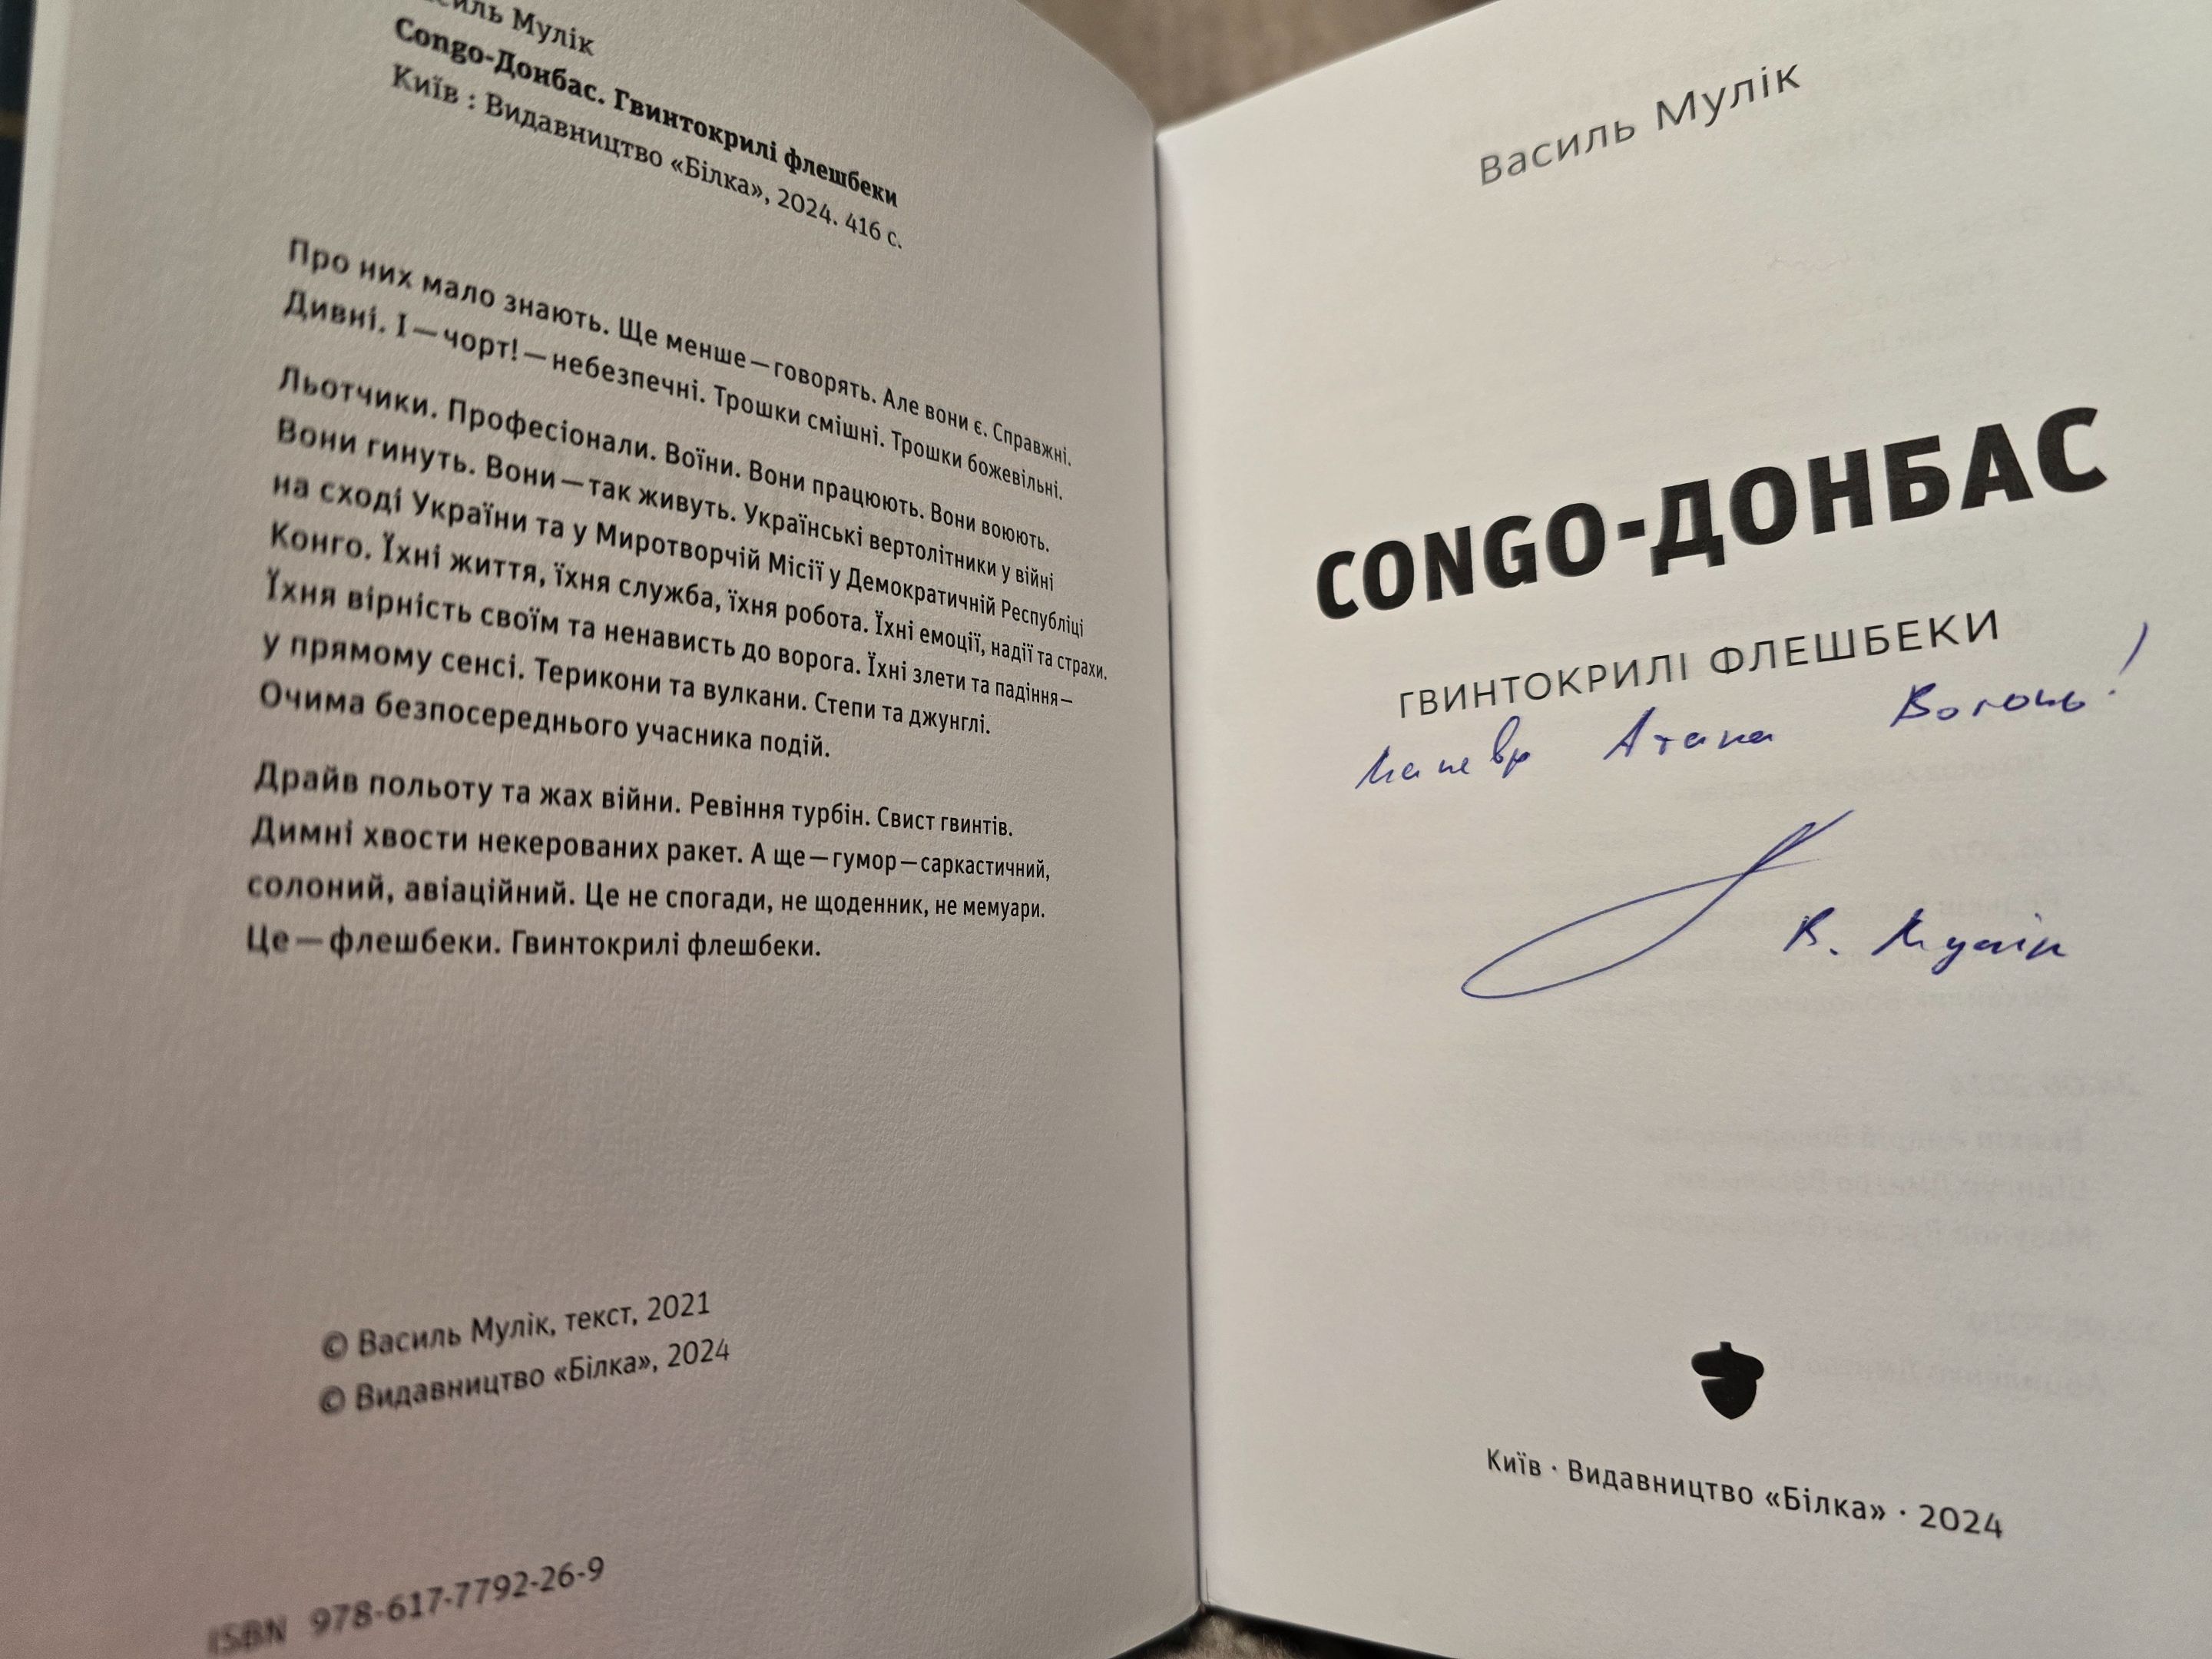 Василь Мулік
Congo-Донбас. Гвинтокрилі флешбеки
Київ : Видавництво «Білка», 2024. 416 с.
Про них мало знають. Ще менше — говорять. Але вони є. Справжні.
Дивні. І — чорт! — небезпечні. Трошки смішні. Трошки божевільні.
Льотчики. Професіонали. Воїни. Вони працюють. Вони воюють.
Вони гинуть. Вони — так живуть. Українські вертолітники у війні
на сході України та у Миротворчій Місії у Демократичній Республіці
Конго. Їхні життя, їхня служба, їхня робота. Їхні емоції, надії та страхи.
Їхня вірність своїм та ненависть до ворога. Їхні злети та падіння —
у прямому сенсі. Терикони та вулкани. Степи та джунглі.
Очима безпосереднього учасника подій.
Драйв польоту та жах війни. Ревіння турбін. Свист гвинтів.
Димні хвости некерованих ракет. А ще — гумор — саркастичний,
солоний, авіаційний. Це не спогади, не щоденник, не мемуари.
Це — флешбеки. Гвинтокрилі флешбеки.
© Василь Мулік, текст, 2021
© Видавництво «Білка», 2024
ISBN 978-617-7792-26-9
Василь Мулік
CONGO-ДОНБАС
ГВИНТОКРИЛІ ФЛЕШБЕКИ
Маневр Атака Вогонь!
В. Мулік
Київ · Видавництво «Білка» · 2024